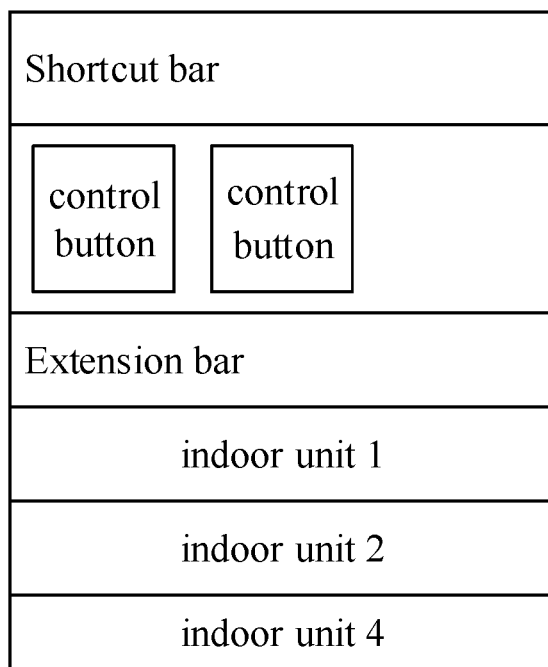 Shortcut bar
control
button
control
button
Extension bar
indoor unit 1
indoor unit 2
indoor unit 4